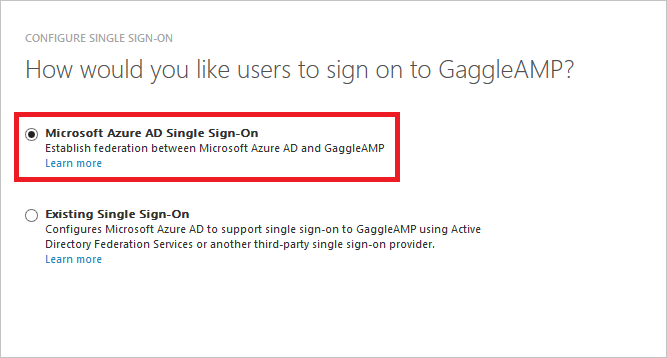 CONFIGURE SINGLE SIGN-ON
How would you like users to sign on to GaggleAMP?
Microsoft Azure AD Single Sign-On
Establish federation between Microsoft Azure AD and GaggleAMP
Learn more
Existing Single Sign-On
Configures Microsoft Azure AD to support single sign-on to GaggleAMP using Active
Directory Federation Services or another third-party single sign-on provider.
Learn more